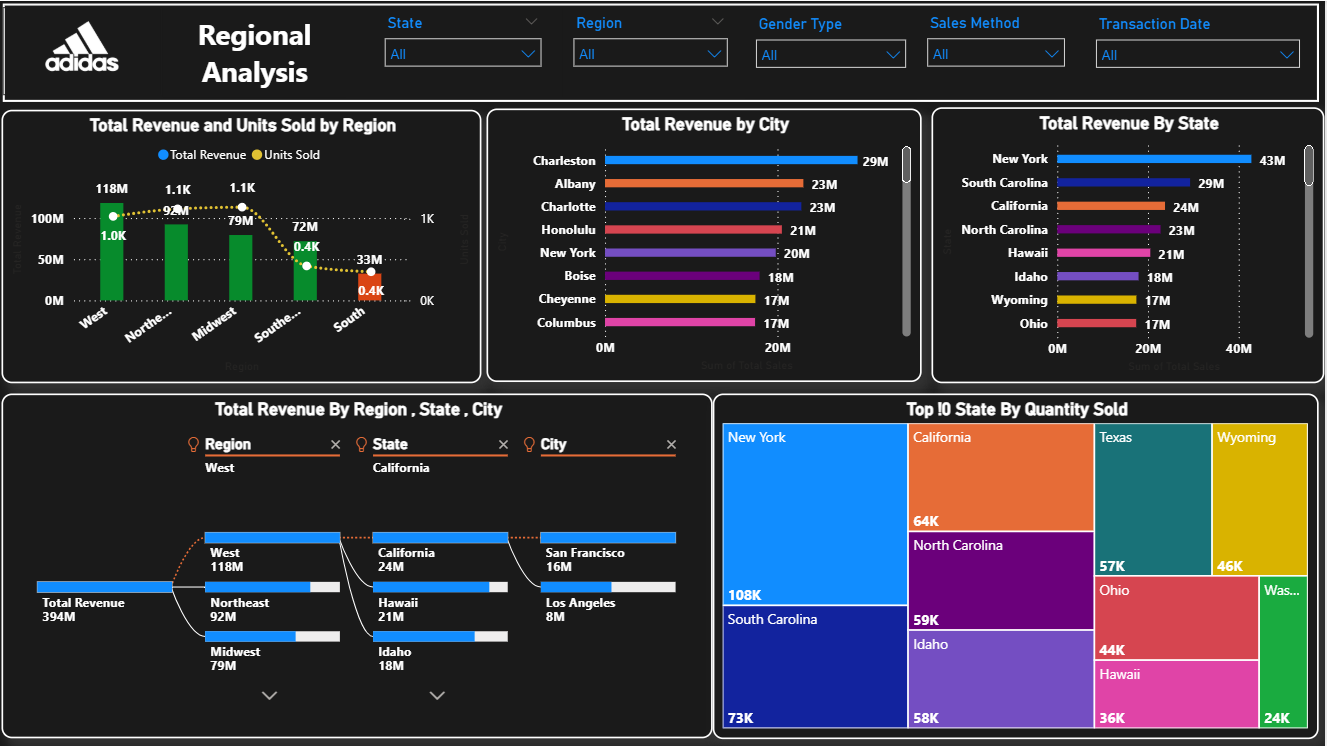 adidas
Regional
Analysis
State
All
Region
All
Gender Type
All
Sales Method
All
Transaction Date
All
Total Revenue and Units Sold by Region
Total Revenue Units Sold
118M
1.1K
1.1K
100M
92M
79M
72M
1K
1.0K
0.4K
50M
33M
0.4K
0M
0K
West
Northe...
Midwest
Southe...
South
Total Revenue
Units Sold
Region
Total Revenue by City
City
Charleston 29M
Albany 23M
Charlotte 23M
Honolulu 21M
New York 20M
Boise 18M
Cheyenne 17M
Columbus 17M
0M 20M
Sum of Total Sales
Total Revenue By State
State
New York 43M
South Carolina 29M
California 24M
North Carolina 23M
Hawaii 21M
Idaho 18M
Wyoming 17M
Ohio 17M
0M 20M 40M
Sum of Total Sales
Total Revenue By Region , State , City
Region
West
State
California
City
Total Revenue
394M
West
118M
Northeast
92M
Midwest
79M
California
24M
Hawaii
21M
Idaho
18M
San Francisco
16M
Los Angeles
8M
Top !0 State By Quantity Sold
New York
108K
South Carolina
73K
California
64K
North Carolina
59K
Idaho
58K
Texas
57K
Wyoming
46K
Ohio
44K
Hawaii
36K
Was...
24K